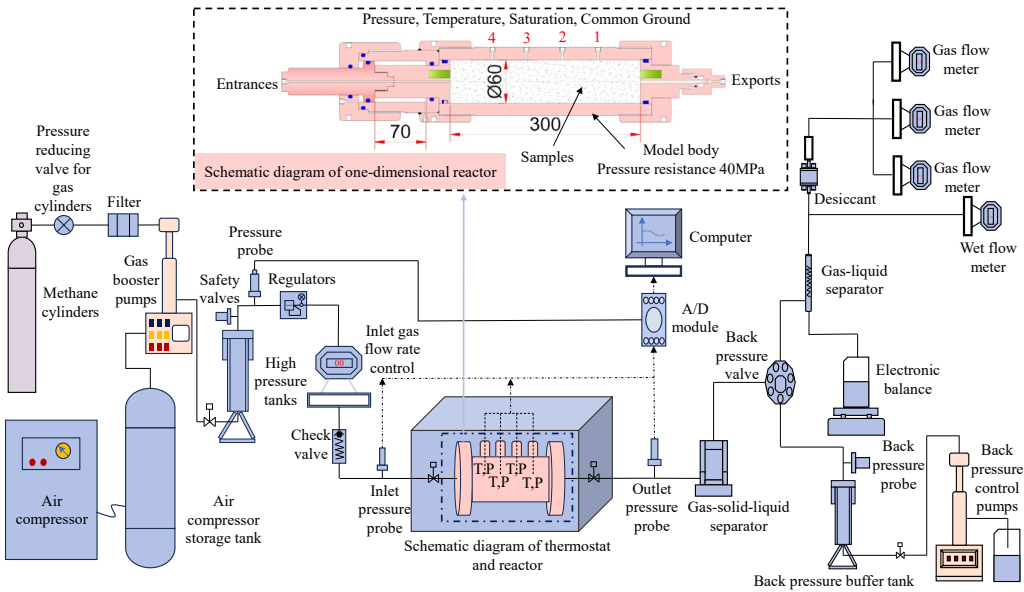 Pressure, Temperature, Saturation, Common Ground
4 3 2 1
Entrances
Ø60
Exports
70
300
Samples
Model body
Pressure resistance 40MPa
Schematic diagram of one-dimensional reactor
Gas flow
meter
Gas flow
meter
Gas flow
meter
Desiccant
Wet flow
meter
Pressure
reducing
valve for
gas
cylinders
Filter
Methane
cylinders
Gas
booster
pumps
Pressure
probe
Safety
valves
Regulators
High
pressure
tanks
Inlet gas
flow rate
control
00
Computer
A/D
module
Gas-liquid
separator
Back
pressure
valve
Electronic
balance
Check
valve
Air
compressor
Air
compressor
storage tank
Inlet
pressure
probe
T,P T,P
T,P T,P
Schematic diagram of thermostat
and reactor
Outlet
pressure
probe
Gas-solid-liquid
separator
Back
pressure
probe
Back
pressure
control
pumps
Back pressure buffer tank